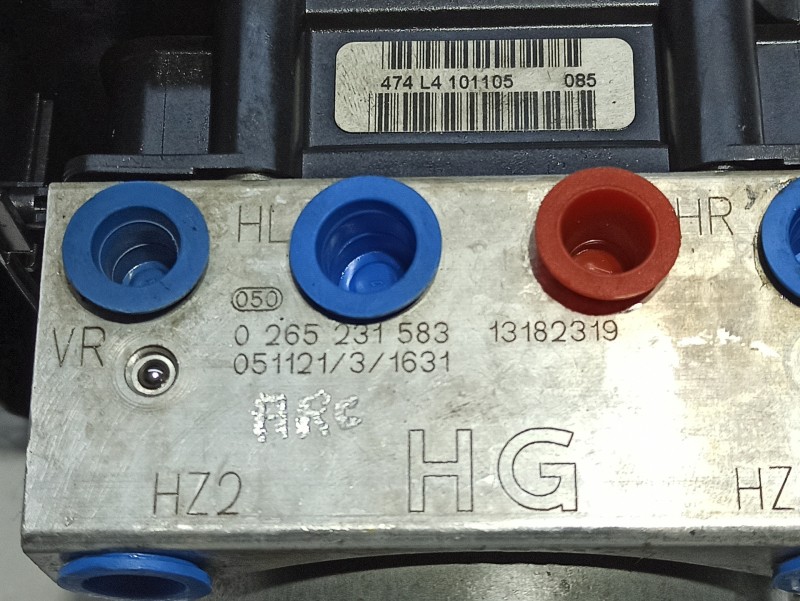 474 L4 101105 085
HL HR
050
VR 0 265 231 583 13182319
051121/3/1631
ARC
HG
HZ2 HZ